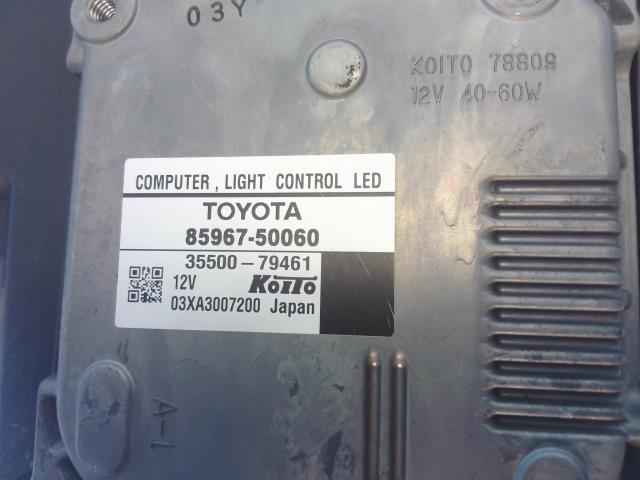 03Y
KOITO 78809
12V 40-60W
COMPUTER , LIGHT CONTROL LED
TOYOTA
85967-50060
35500-79461
12V KOITO
03XA3007200 Japan
A-1